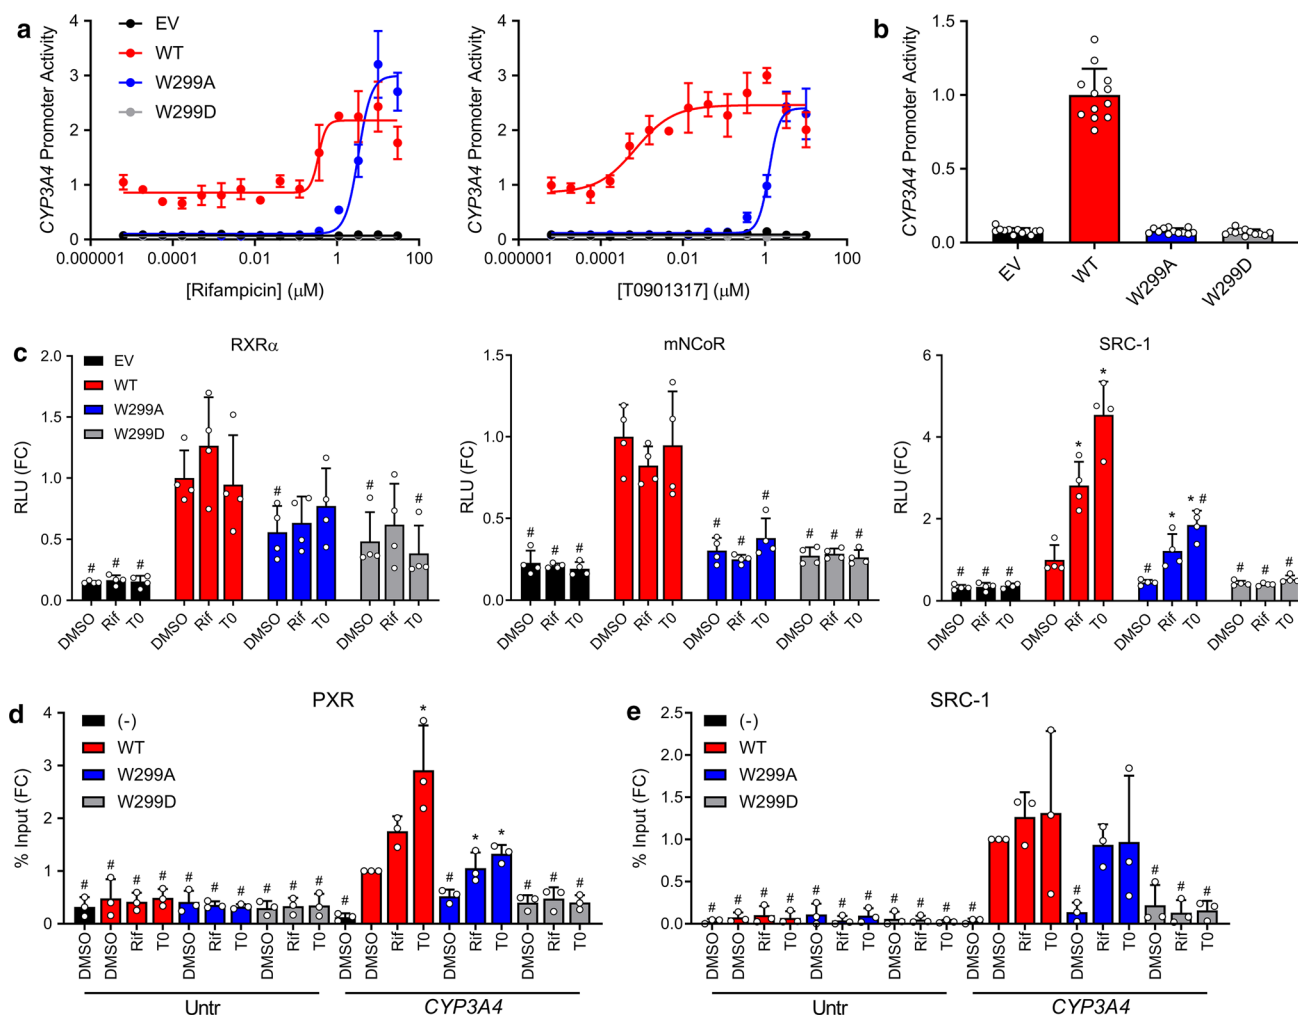 a
EV
WT
W299A
W299D
CYP3A4 Promoter Activity
4
3
2
1
0
0.000001
0.0001
0.01
1
100
[Rifampicin] (μM)
CYP3A4 Promoter Activity
4
3
2
1
0
0.000001
0.0001
0.01
1
100
[T0901317] (μM)
b
CYP3A4 Promoter Activity
1.5
1.0
0.5
0.0
EV
WT
W299A
W299D
c
RXRα
EV
WT
W299A
W299D
RLU (FC)
2.0
1.5
1.0
0.5
0.0
# # # # # #
DMSO Rif T0 DMSO Rif T0 DMSO Rif T0 DMSO Rif T0
mNCoR
RLU (FC)
1.5
1.0
0.5
0.0
# # # # # # # # #
DMSO Rif T0 DMSO Rif T0 DMSO Rif T0 DMSO Rif T0
SRC-1
RLU (FC)
6
4
2
0
# # # * * # * * # # # #
DMSO Rif T0 DMSO Rif T0 DMSO Rif T0 DMSO Rif T0
d
PXR
(-)
WT
W299A
W299D
% Input (FC)
4
3
2
1
0
# # # # # # # # # # # * # * * # # #
DMSO DMSO Rif T0 DMSO Rif T0 DMSO Rif T0 DMSO DMSO Rif T0 DMSO Rif T0 DMSO Rif T0
Untr
CYP3A4
e
SRC-1
(-)
WT
W299A
W299D
% Input (FC)
2.5
2.0
1.5
1.0
0.5
0.0
# # # # # # # # # # # # # # #
DMSO DMSO Rif T0 DMSO Rif T0 DMSO Rif T0 DMSO DMSO Rif T0 DMSO Rif T0 DMSO Rif T0
Untr
CYP3A4